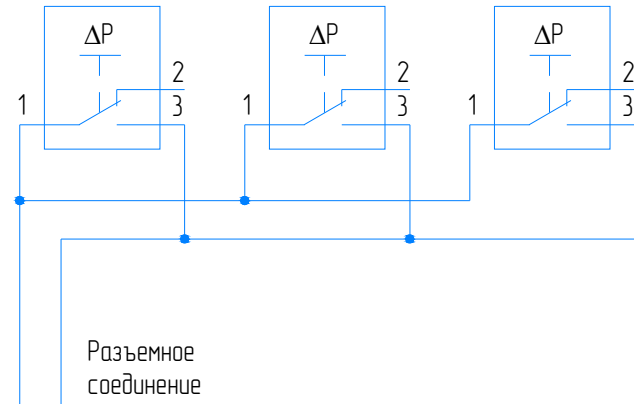 ΔP ΔP ΔP
2 2 2
1 3 1 3 1 3
Разъемное
соединение